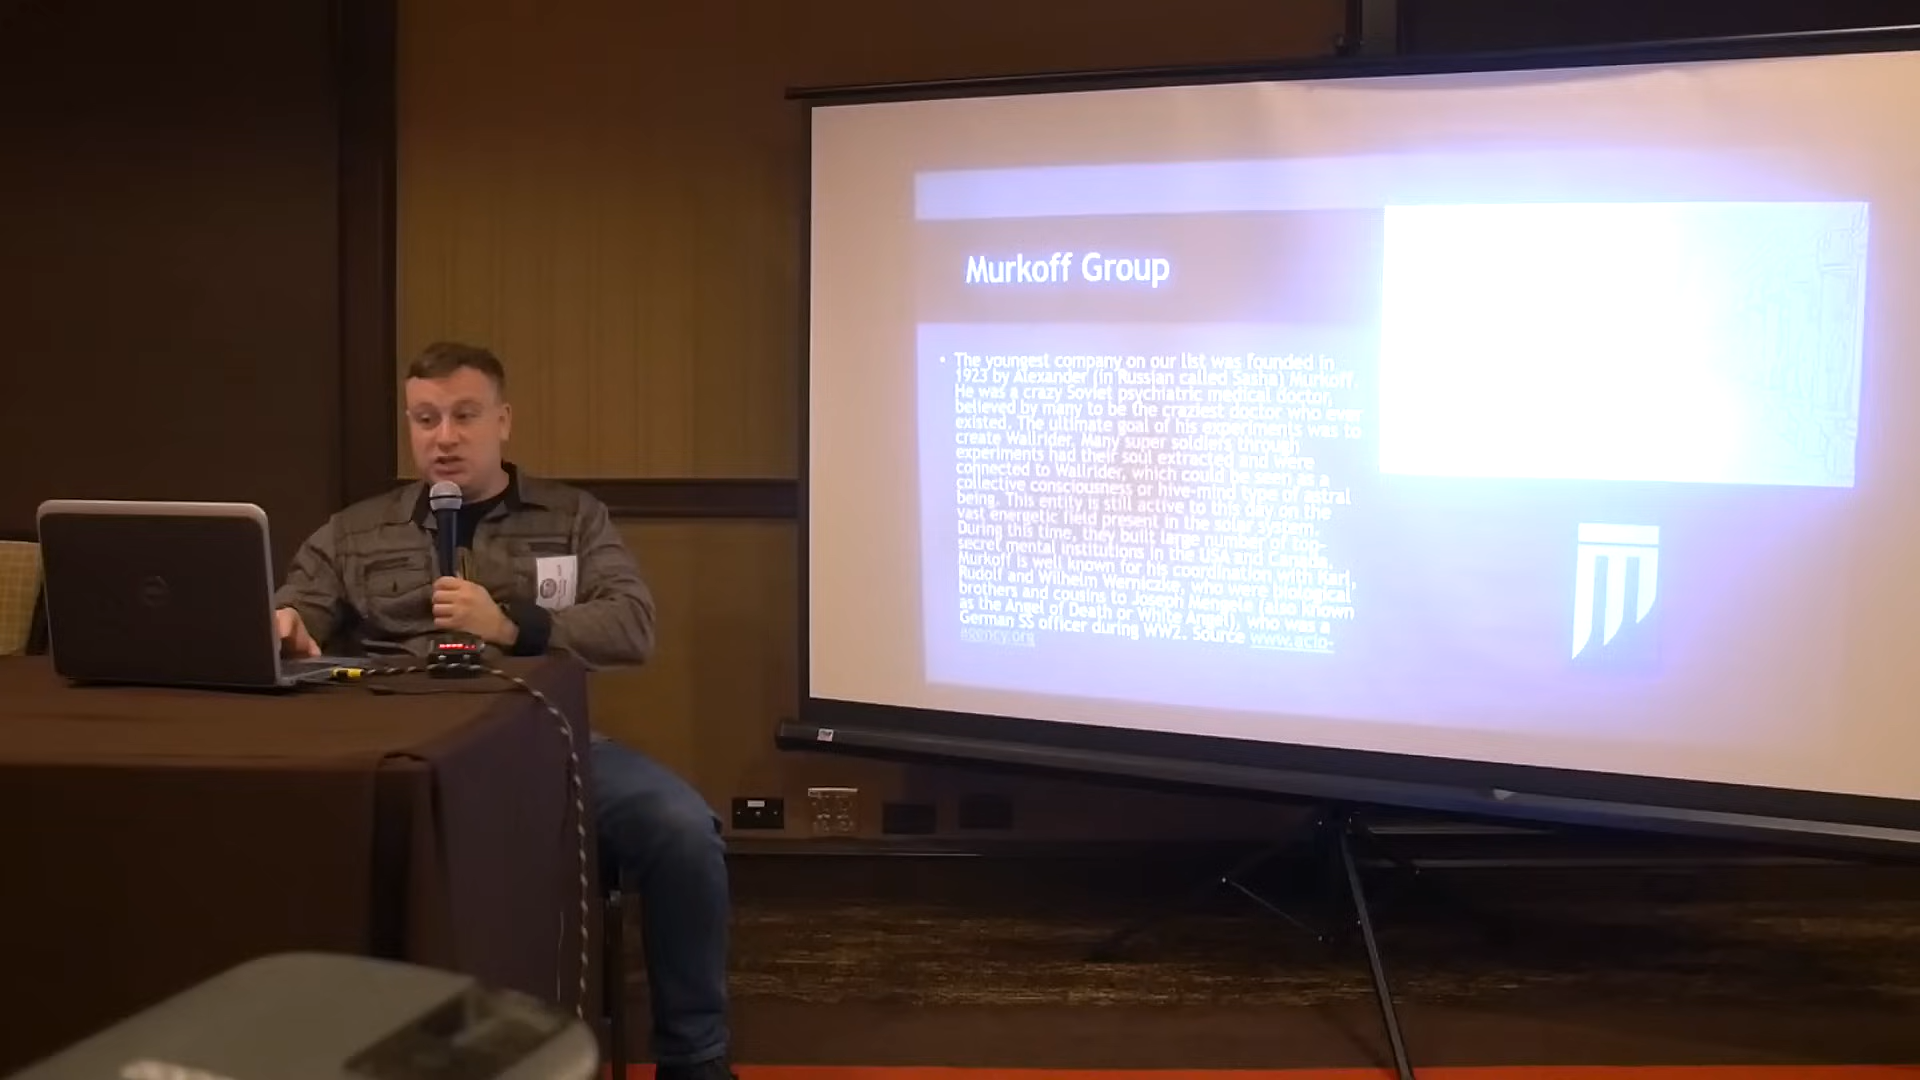 Murkoff Group
• The youngest company on our list was founded in
1923 by Alexander (in Russian called Sasha) Murkoff.
He was a crazy Soviet psychiatric medical doctor,
believed by many to be the craziest doctor who ever
existed. The ultimate goal of his experiments was to
create Wallrider. Many super soldiers through
experiments had their soul extracted and were
connected to Wallrider, which could be seen as a
collective consciousness or hive-mind type of astral
being. This entity is still active to this day on the
vast energetic field present in the solar system.
During this time, they built large number of top-
secret mental institutions in the USA and Canada.
Murkoff is well known for his coordination with Karl,
Rudolf and Wilhelm Werniczke, who were biological
brothers and cousins to Joseph Mengele (also known
as the Angel of Death or White Angel), who was a
German SS officer during WW2. Source www.acio-
agency.org